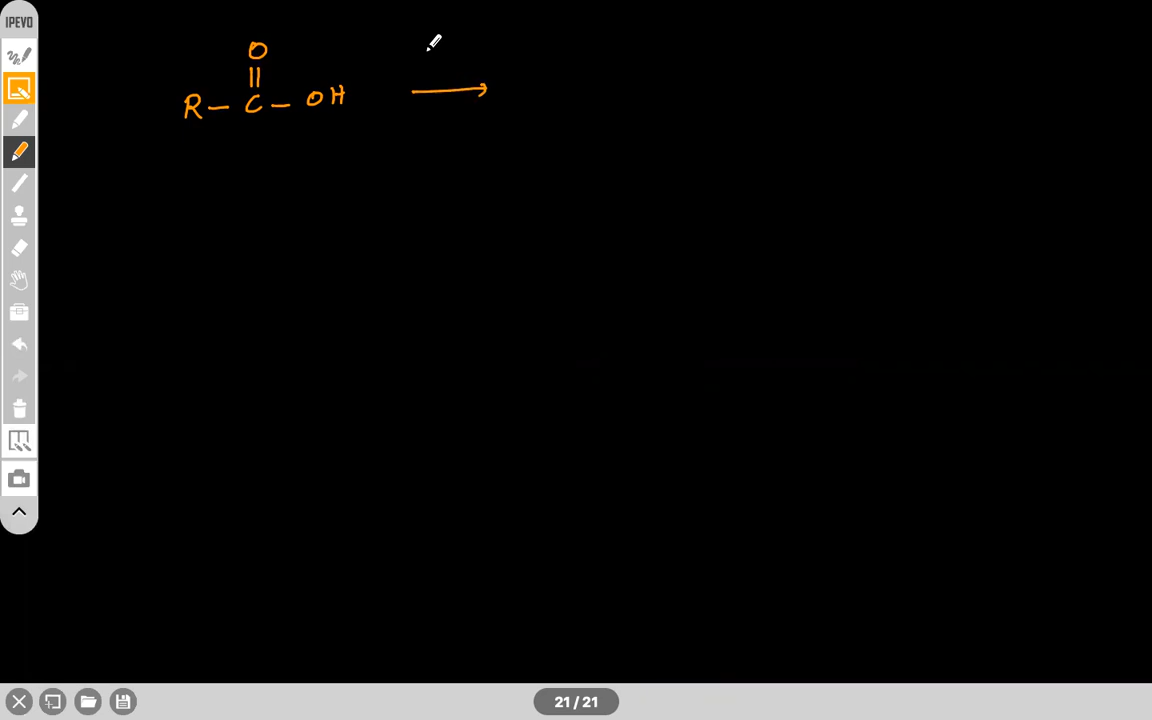 IPEVO
O
||
R – C – OH →
21 / 21